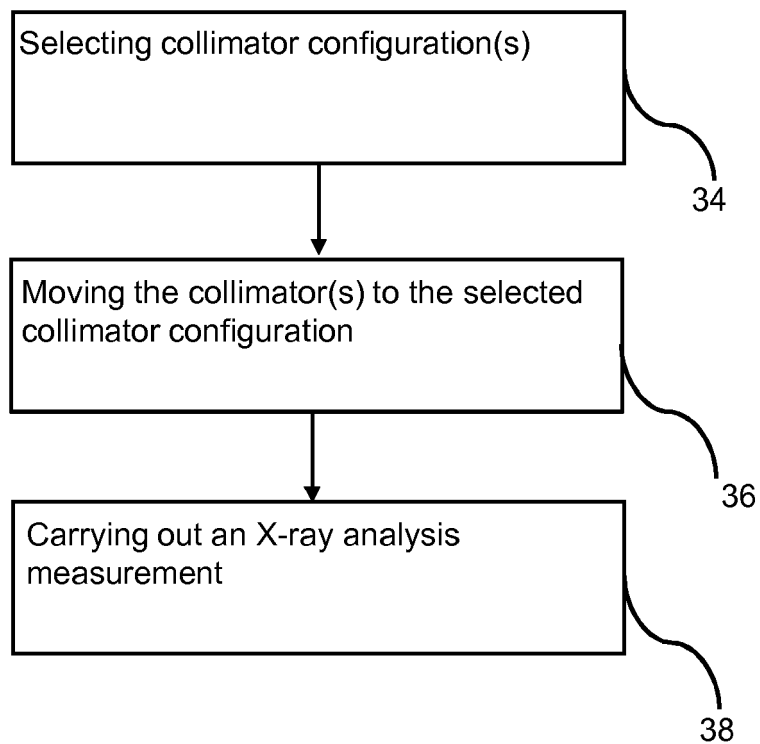 Selecting collimator configuration(s)
34
Moving the collimator(s) to the selected
collimator configuration
36
Carrying out an X-ray analysis
measurement
38